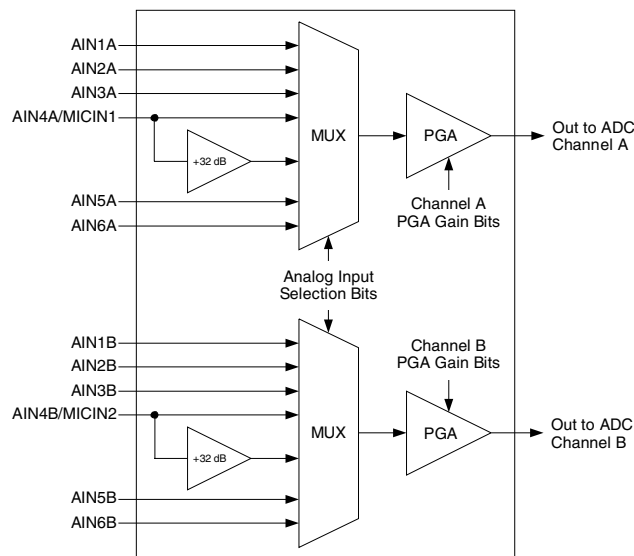 AIN1A
AIN2A
AIN3A
AIN4A/MICIN1
+32 dB
AIN5A
AIN6A
MUX
PGA
Out to ADC
Channel A
Channel A
PGA Gain Bits
Analog Input
Selection Bits
AIN1B
AIN2B
AIN3B
AIN4B/MICIN2
+32 dB
AIN5B
AIN6B
MUX
Channel B
PGA Gain Bits
PGA
Out to ADC
Channel B